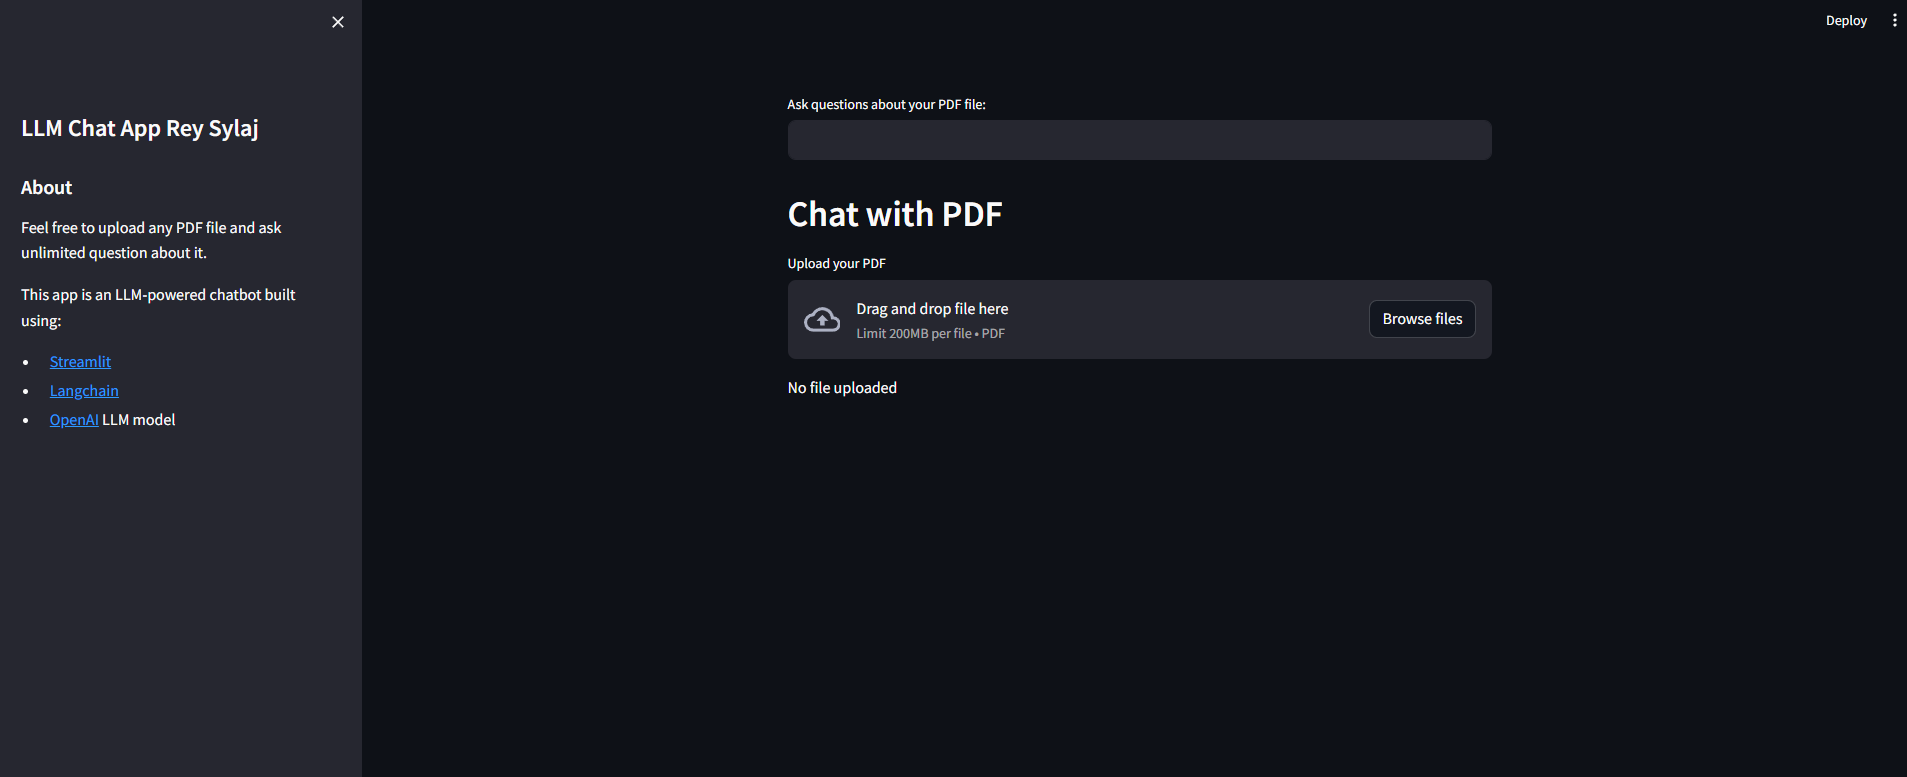 LLM Chat App Rey Sylaj
About
Feel free to upload any PDF file and ask
unlimited question about it.
This app is an LLM-powered chatbot built
using:
• Streamlit
• Langchain
• OpenAI LLM model
Deploy
Ask questions about your PDF file:
Chat with PDF
Upload your PDF
Drag and drop file here
Limit 200MB per file • PDF
Browse files
No file uploaded